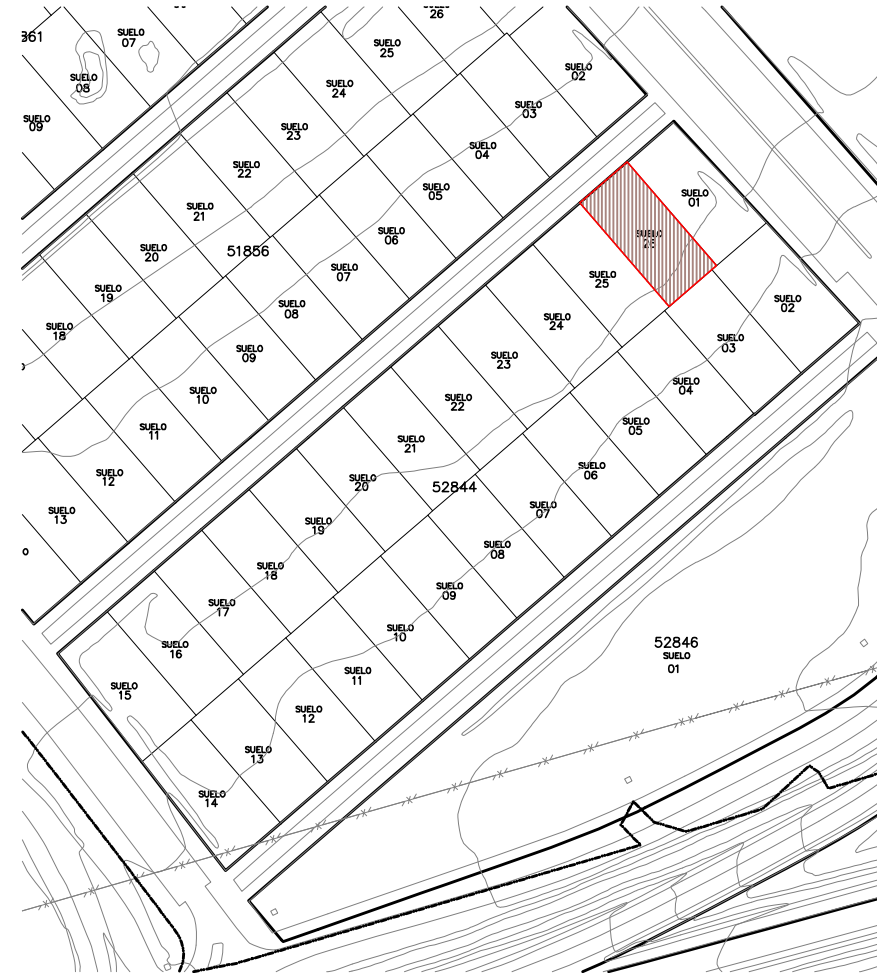 26
361
SUELO
07
SUELO
25
SUELO
02
SUELO
08
SUELO
24
SUELO
03
SUELO
09
SUELO
23
SUELO
04
SUELO
22
SUELO
05
SUELO
01
SUELO
21
SUELO
06
SUELO
26
SUELO
20
51856
SUELO
07
SUELO
25
SUELO
19
SUELO
08
SUELO
02
SUELO
18
SUELO
09
SUELO
24
SUELO
03
SUELO
10
SUELO
23
SUELO
04
SUELO
11
SUELO
22
SUELO
05
SUELO
12
SUELO
21
SUELO
06
SUELO
13
SUELO
20
52844
SUELO
07
SUELO
19
SUELO
08
SUELO
18
SUELO
09
SUELO
17
SUELO
10
SUELO
16
SUELO
11
52846
SUELO
01
SUELO
15
SUELO
12
SUELO
13
SUELO
14